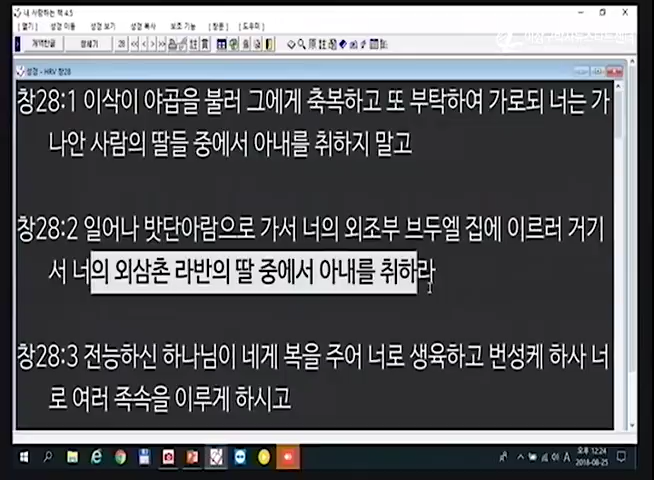 내 사랑하는 책 4.5
[ 열기 ] 성경 이동 성경 보기 성경 복사 보조 기능 [ 창문 ] [ 도우미 ]
개역한글 창세기 28
성경 - HRV 창28
창28:1 이삭이 야곱을 불러 그에게 축복하고 또 부탁하여 가로되 너는 가
나안 사람의 딸들 중에서 아내를 취하지 말고
창28:2 일어나 밧단아람으로 가서 너의 외조부 브두엘 집에 이르러 거기
서 너의 외삼촌 라반의 딸 중에서 아내를 취하라
창28:3 전능하신 하나님이 네게 복을 주어 너로 생육하고 번성케 하사 너
로 여러 족속을 이루게 하시고
오후 12:24
2018-08-25